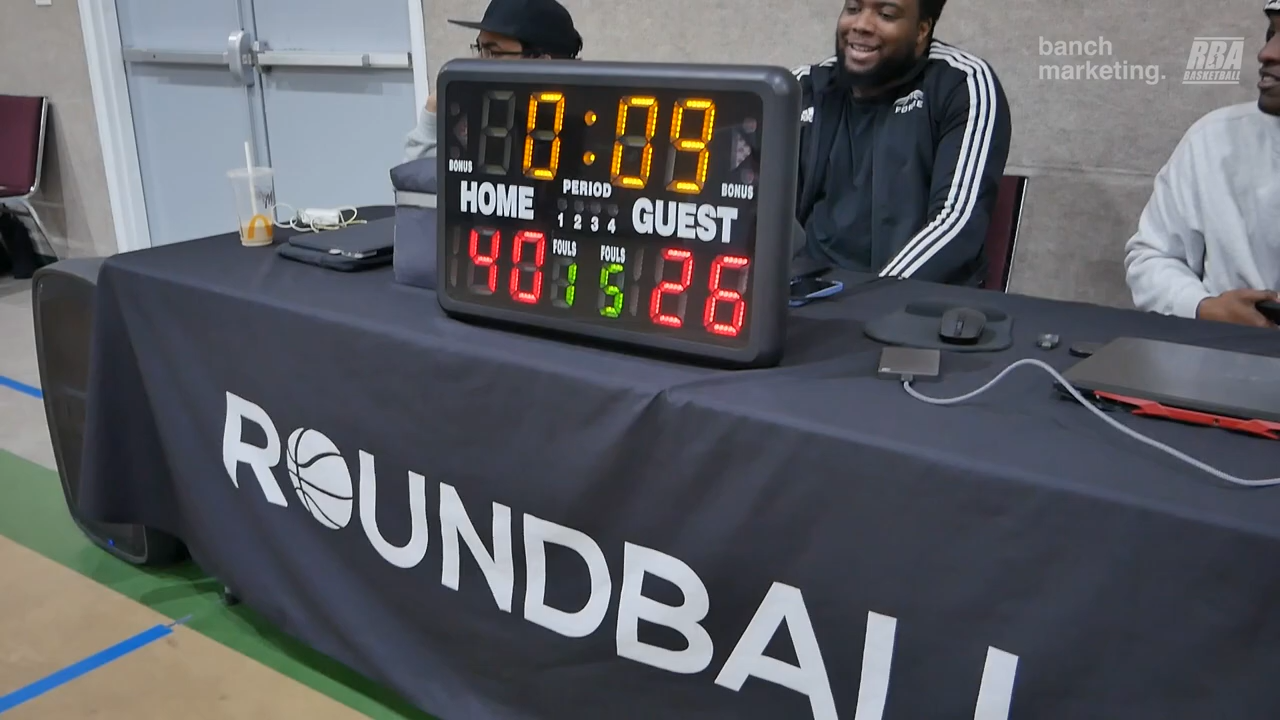 banch
marketing.
RBA
BASKETBALL
0:09
BONUS
BONUS
HOME
PERIOD
GUEST
1 2 3 4
FOULS
FOULS
40
1
5
26
ROUNDBALL